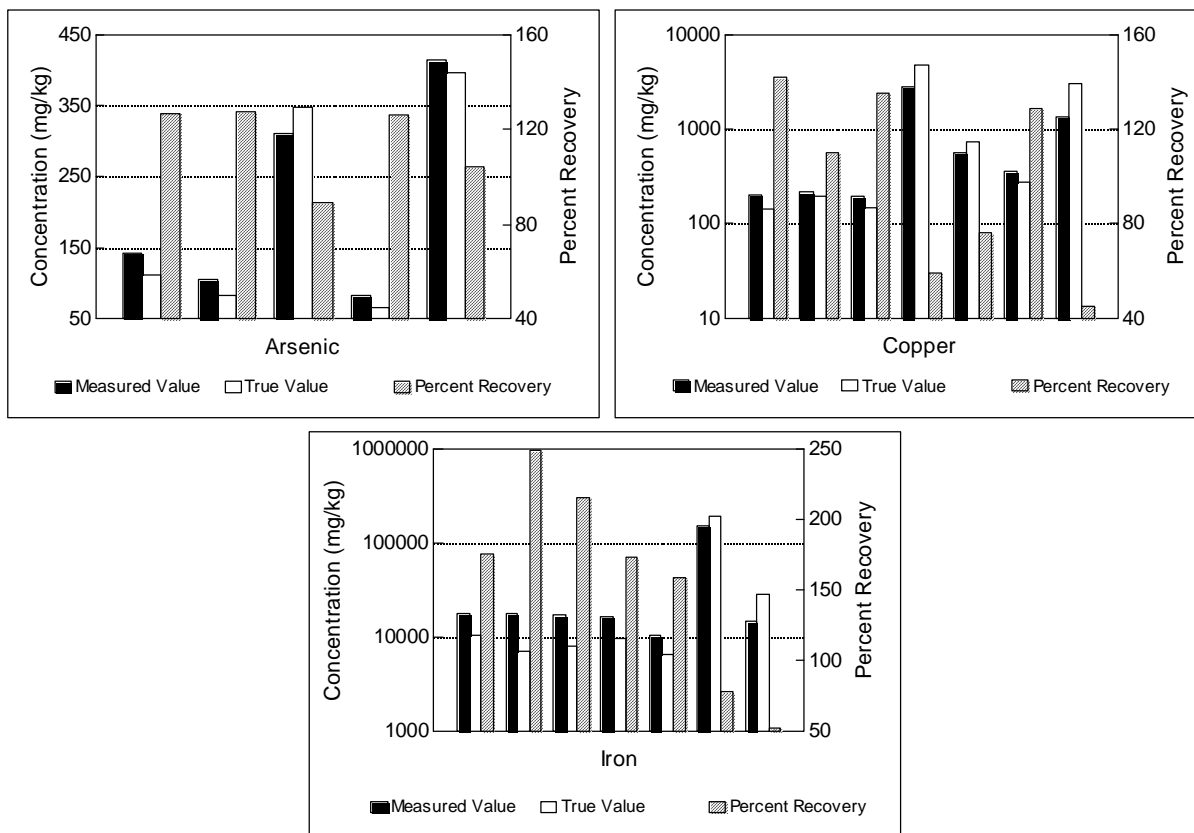 Concentration (mg/kg)
450
350
250
150
50
160
120
80
40
Percent Recovery
Arsenic
Measured Value True Value Percent Recovery
Concentration (mg/kg)
10000
1000
100
10
160
120
80
40
Percent Recovery
Copper
Measured Value True Value Percent Recovery
Concentration (mg/kg)
1000000
100000
10000
1000
250
200
150
100
50
Percent Recovery
Iron
Measured Value True Value Percent Recovery